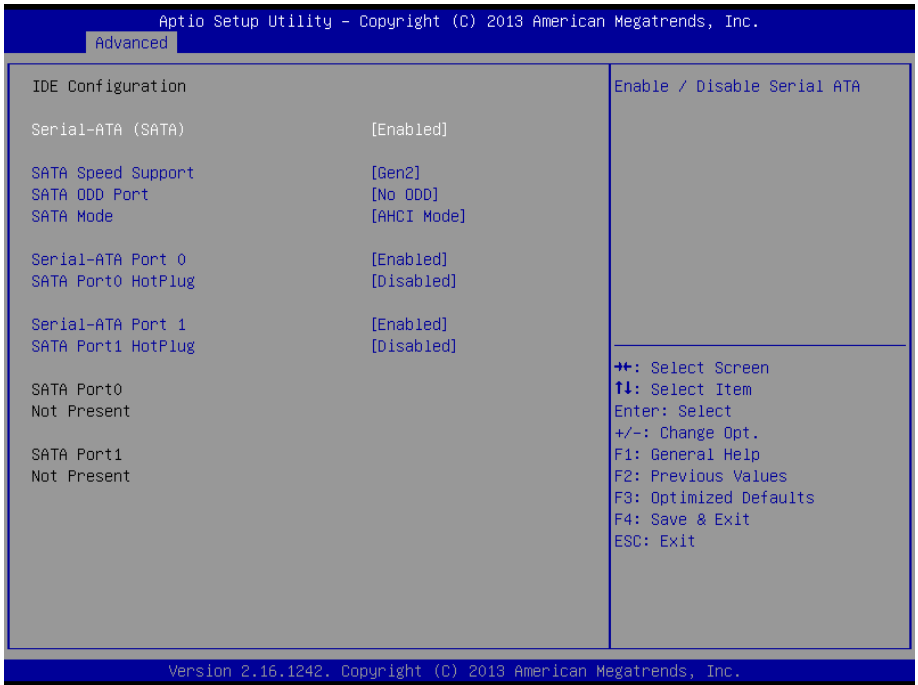 Aptio Setup Utility – Copyright (C) 2013 American Megatrends, Inc.
Advanced
IDE Configuration
Serial-ATA (SATA) [Enabled]
SATA Speed Support [Gen2]
SATA ODD Port [No ODD]
SATA Mode [AHCI Mode]
Serial-ATA Port 0 [Enabled]
SATA Port0 HotPlug [Disabled]
Serial-ATA Port 1 [Enabled]
SATA Port1 HotPlug [Disabled]
SATA Port0
Not Present
SATA Port1
Not Present
Enable / Disable Serial ATA
→←: Select Screen
↑↓: Select Item
Enter: Select
+/-: Change Opt.
F1: General Help
F2: Previous Values
F3: Optimized Defaults
F4: Save & Exit
ESC: Exit
Version 2.16.1242. Copyright (C) 2013 American Megatrends, Inc.